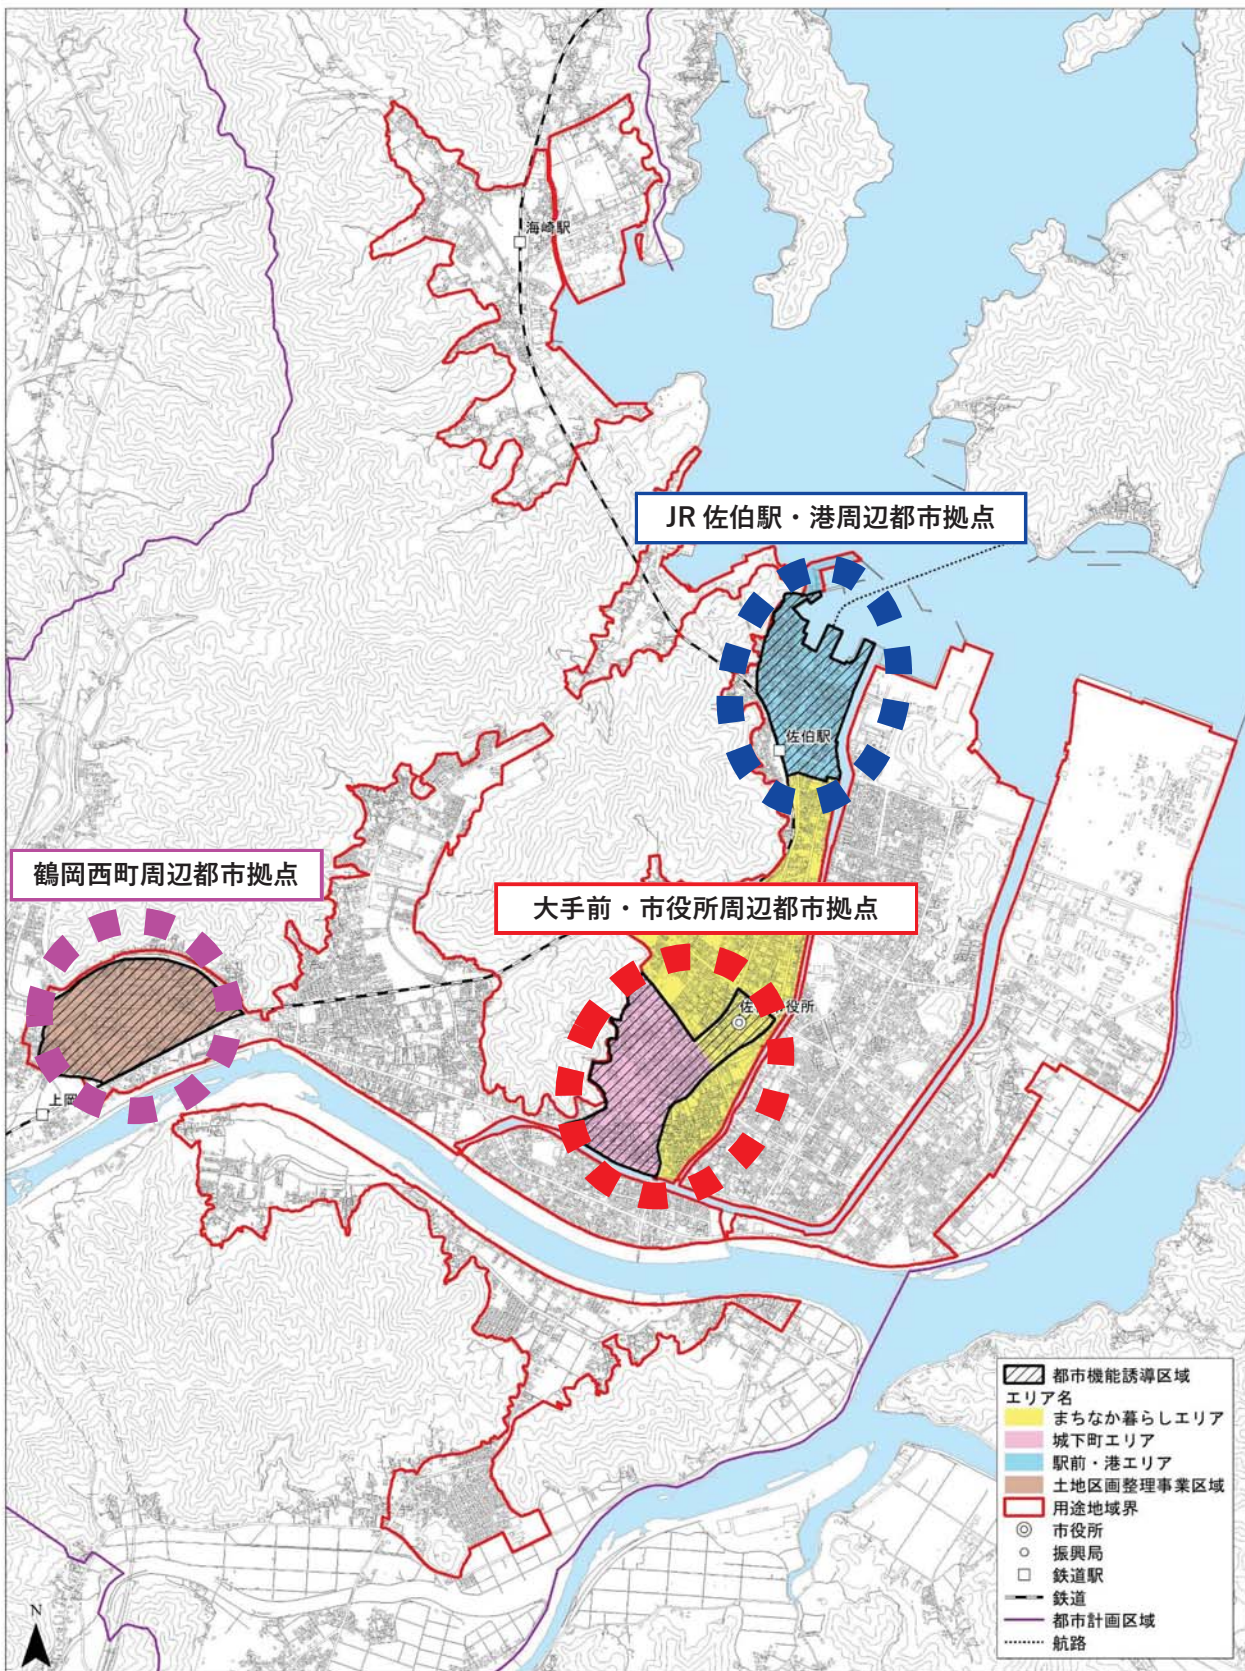 海崎駅
JR 佐伯駅・港周辺都市拠点
佐伯駅
鶴岡西町周辺都市拠点
大手前・市役所周辺都市拠点
佐 役所
上岡
都市機能誘導区域
エリア名
まちなか暮らしエリア
城下町エリア
駅前・港エリア
土地区画整理事業区域
用途地域界
市役所
振興局
鉄道駅
鉄道
都市計画区域
航路
N